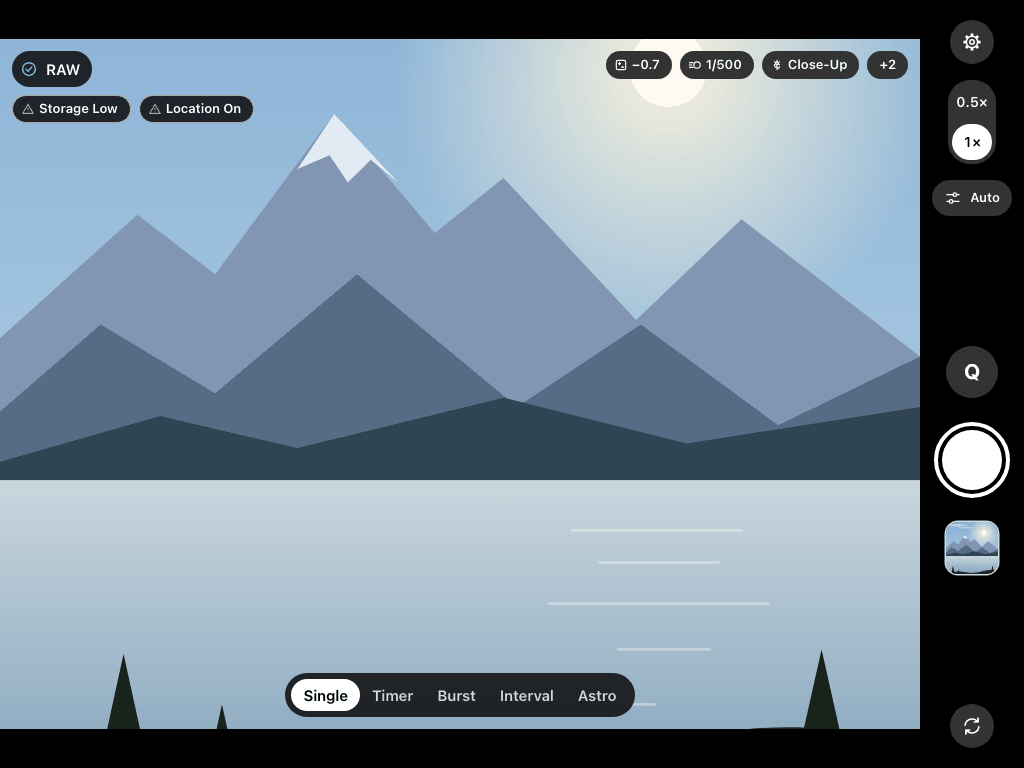 RAW
−0.7
1/500
Close-Up
+2
Storage Low
Location On
0.5×
1×
Auto
Q
Single
Timer
Burst
Interval
Astro